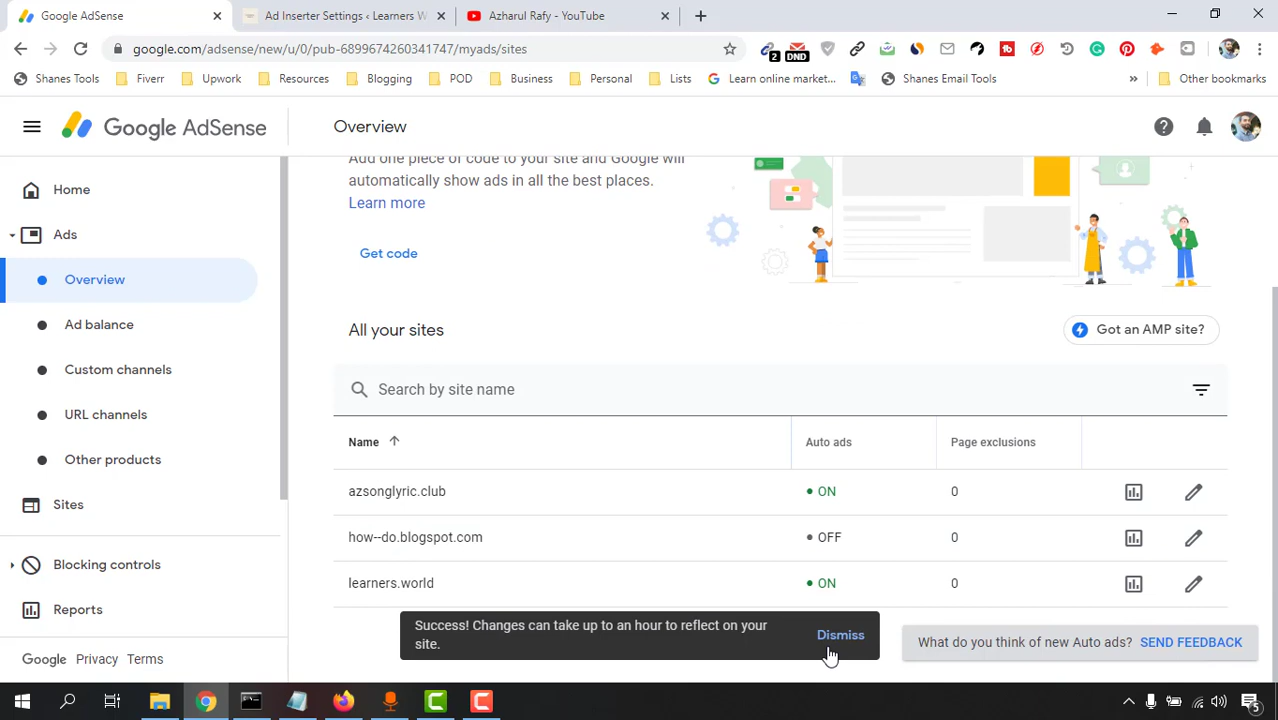 Google AdSense
Ad Inserter Settings ‹ Learners W
Azharul Rafy - YouTube
google.com/adsense/new/u/0/pub-6899674260341747/myads/sites
2
DND
Shanes Tools
Fiverr
Upwork
Resources
Blogging
POD
Business
Personal
Lists
Learn online market...
Shanes Email Tools
»
Other bookmarks
Google AdSense
Overview
Home
Ads
Overview
Ad balance
Custom channels
URL channels
Other products
Sites
Blocking controls
Reports
Google Privacy Terms
Add one piece of code to your site and Google will
automatically show ads in all the best places.
Learn more
Get code
All your sites
Got an AMP site?
Search by site name
Name Auto ads Page exclusions
azsonglyric.club ON 0
how--do.blogspot.com OFF 0
learners.world ON 0
Success! Changes can take up to an hour to reflect on your
site.
Dismiss
What do you think of new Auto ads? SEND FEEDBACK
5